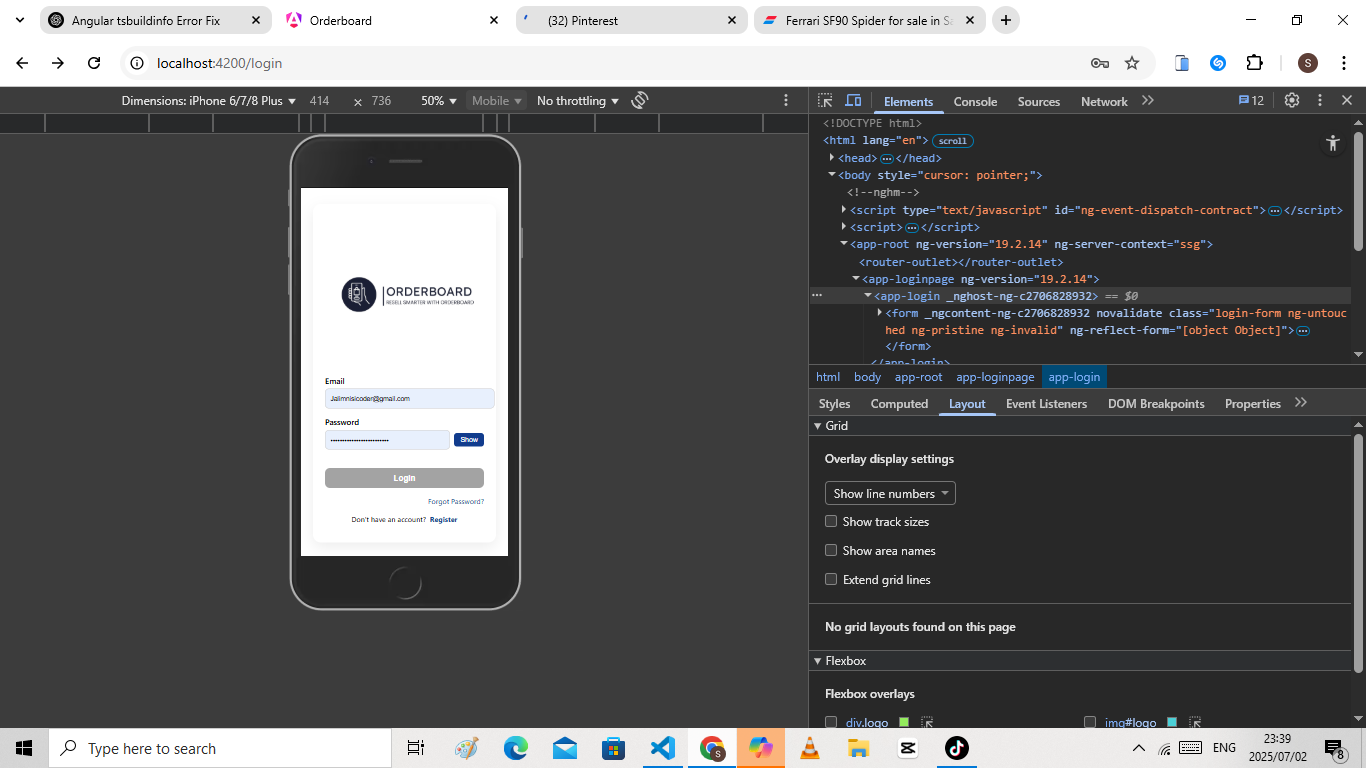 Angular tsbuildinfo Error Fix
Orderboard
(32) Pinterest
Ferrari SF90 Spider for sale in Sa
localhost:4200/login
S
Dimensions: iPhone 6/7/8 Plus 414 × 736 50% Mobile No throttling
Elements Console Sources Network 12
<!DOCTYPE html>
<html lang="en"> scroll
<head> … </head>
<body style="cursor: pointer;">
<!--nghm-->
<script type="text/javascript" id="ng-event-dispatch-contract"> … </script>
<script> … </script>
<app-root ng-version="19.2.14" ng-server-context="ssg">
<router-outlet></router-outlet>
<app-loginpage ng-version="19.2.14">
<app-login _nghost-ng-c2706828932> == $0
<form _ngcontent-ng-c2706828932 novalidate class="login-form ng-untouc
hed ng-pristine ng-invalid" ng-reflect-form="[object Object]"> …
</form>
</app-login>
html body app-root app-loginpage app-login
Styles Computed Layout Event Listeners DOM Breakpoints Properties
Grid
Overlay display settings
Show line numbers
Show track sizes
Show area names
Extend grid lines
No grid layouts found on this page
Flexbox
Flexbox overlays
div.logo
img#logo
ORDERBOARD
RESELL SMARTER WITH ORDERBOARD
Email
Jalimnisicoder@gmail.com
Password
Show
Login
Forgot Password?
Don't have an account? Register
Type here to search
S
ENG
23:39
2025/07/02
8